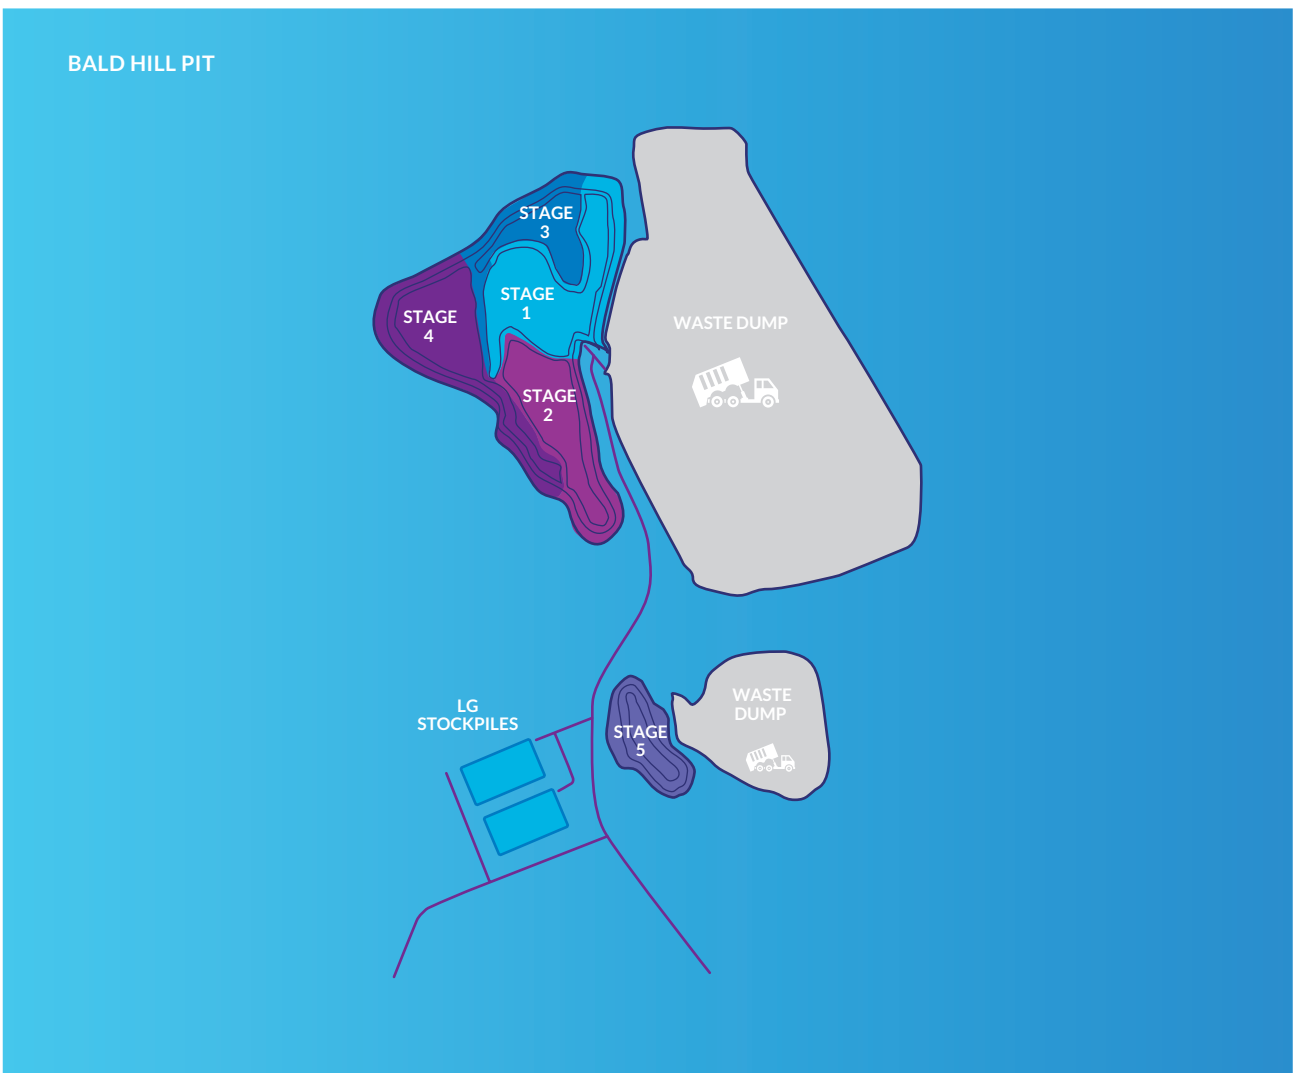 BALD HILL PIT
STAGE
3
STAGE
1
STAGE
4
WASTE DUMP
STAGE
2
LG
STOCKPILES
STAGE
5
WASTE
DUMP